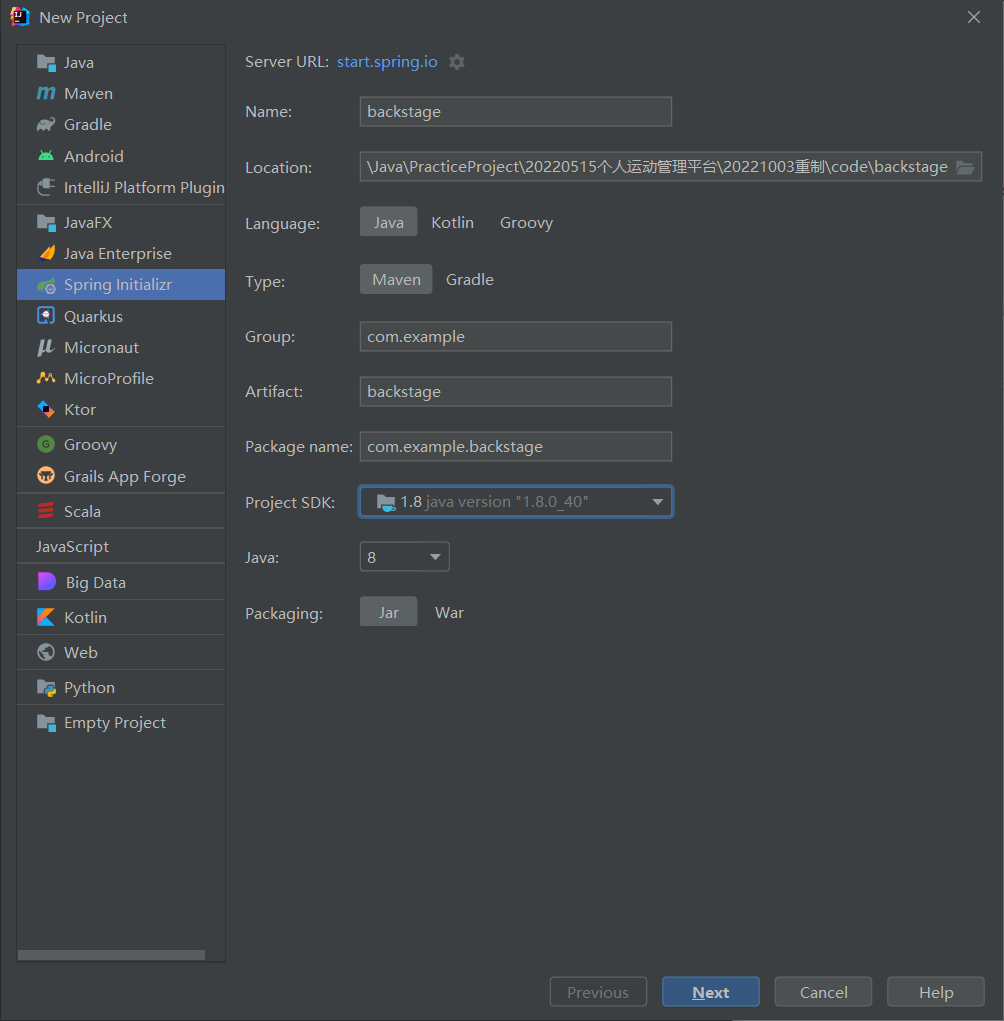 New Project
Java
Maven
Gradle
Android
IntelliJ Platform Plugin
JavaFX
Java Enterprise
Spring Initializr
Quarkus
Micronaut
MicroProfile
Ktor
Groovy
Grails App Forge
Scala
JavaScript
Big Data
Kotlin
Web
Python
Empty Project
Server URL: start.spring.io
Name: backstage
Location: \Java\PracticeProject\20220515个人运动管理平台\20221003重制\code\backstage
Language: Java Kotlin Groovy
Type: Maven Gradle
Group: com.example
Artifact: backstage
Package name: com.example.backstage
Project SDK: 1.8 java version "1.8.0_40"
Java: 8
Packaging: Jar War
Previous Next Cancel Help